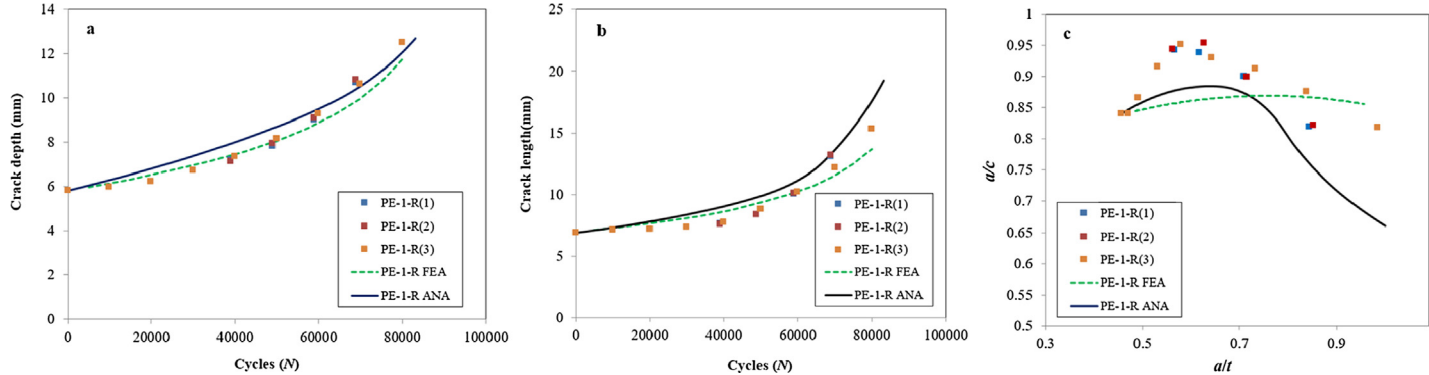 a
Crack depth (mm)
14
12
10
8
6
4
2
0
0 20000 40000 60000 80000 100000
Cycles (N)
PE-1-R(1)
PE-1-R(2)
PE-1-R(3)
PE-1-R FEA
PE-1-R ANA
b
Crack length(mm)
25
20
15
10
5
0
0 20000 40000 60000 80000 100000
Cycles (N)
PE-1-R(1)
PE-1-R(2)
PE-1-R(3)
PE-1-R FEA
PE-1-R ANA
c
a/c
1
0.95
0.9
0.85
0.8
0.75
0.7
0.65
0.6
0.55
0.5
0.3 0.5 0.7 0.9
a/t
PE-1-R(1)
PE-1-R(2)
PE-1-R(3)
PE-1-R FEA
PE-1-R ANA